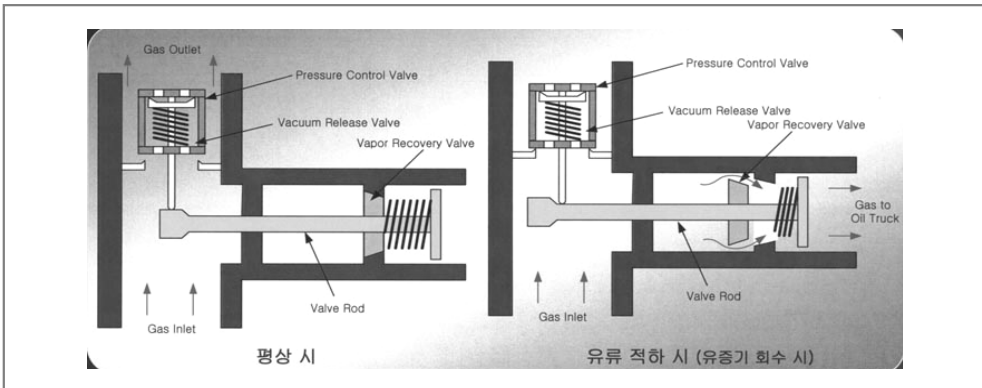 Gas Outlet
Pressure Control Valve
Vacuum Release Valve
Vapor Recovery Valve
Valve Rod
Gas Inlet
평상 시
Pressure Control Valve
Vacuum Release Valve
Vapor Recovery Valve
Gas to
Oil Truck
Valve Rod
Gas Inlet
유류 적하 시 (유증기 회수 시)